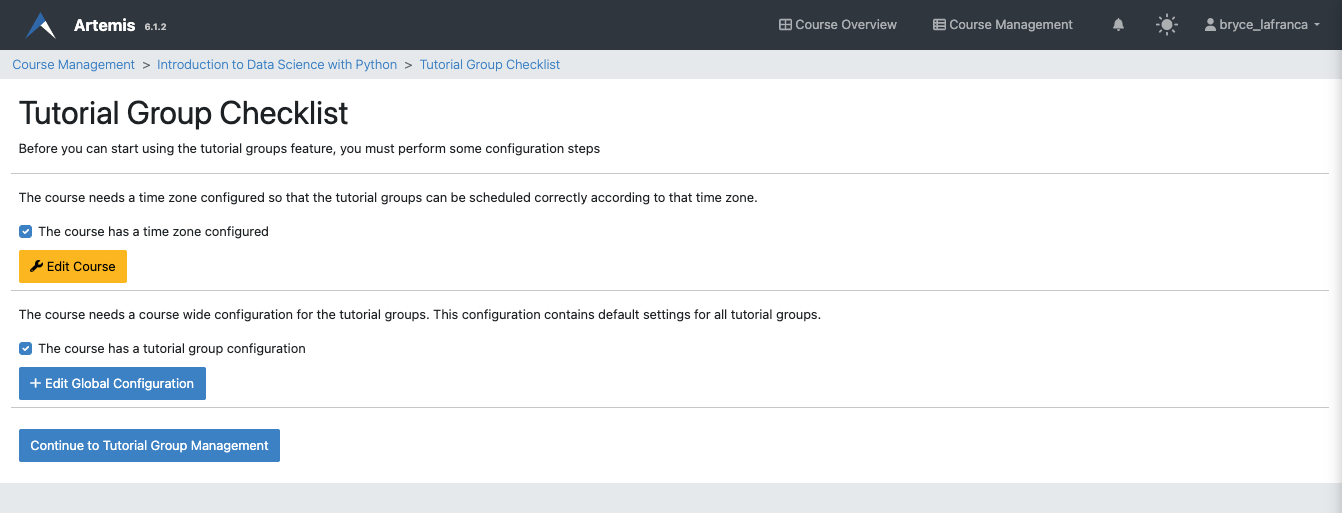 Artemis 6.1.2 Course Overview Course Management bryce_lafranca
Course Management > Introduction to Data Science with Python > Tutorial Group Checklist
Tutorial Group Checklist
Before you can start using the tutorial groups feature, you must perform some configuration steps
The course needs a time zone configured so that the tutorial groups can be scheduled correctly according to that time zone.
The course has a time zone configured
Edit Course
The course needs a course wide configuration for the tutorial groups. This configuration contains default settings for all tutorial groups.
The course has a tutorial group configuration
Edit Global Configuration
Continue to Tutorial Group Management